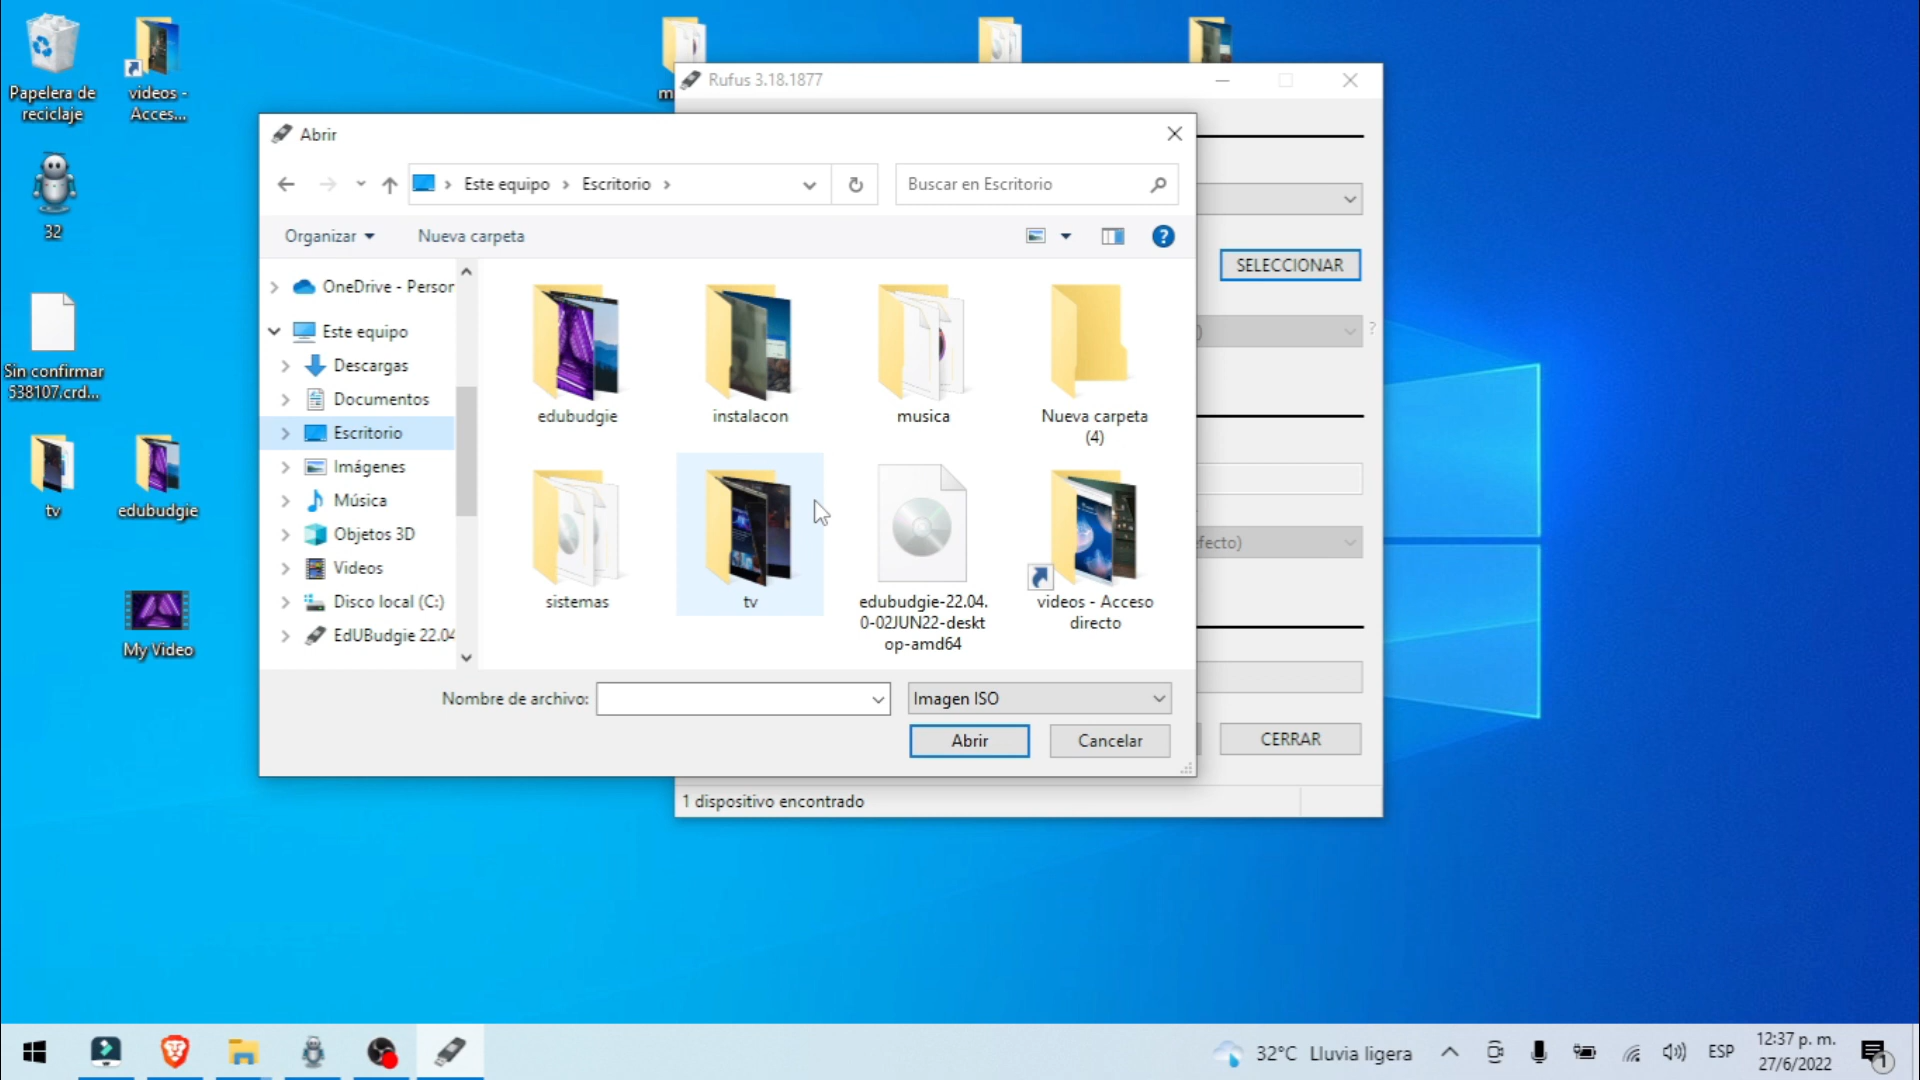 Papelera de
reciclaje
videos -
Acces...
32
Sin confirmar
538107.crd...
tv
edubudgie
My Video
m
Rufus 3.18.1877
SELECCIONAR
)
?
efecto)
CERRAR
1 dispositivo encontrado
Abrir
Este equipo
Escritorio
Buscar en Escritorio
Organizar
Nueva carpeta
?
OneDrive - Person
Este equipo
Descargas
Documentos
Escritorio
Imágenes
Música
Objetos 3D
Videos
Disco local (C:)
EdUBudgie 22.04
edubudgie
instalacon
musica
Nueva carpeta
(4)
sistemas
tv
edubudgie-22.04.
0-02JUN22-deskt
op-amd64
videos - Acceso
directo
Nombre de archivo:
Imagen ISO
Abrir
Cancelar
32°C Lluvia ligera
ESP
12:37 p. m.
27/6/2022
1